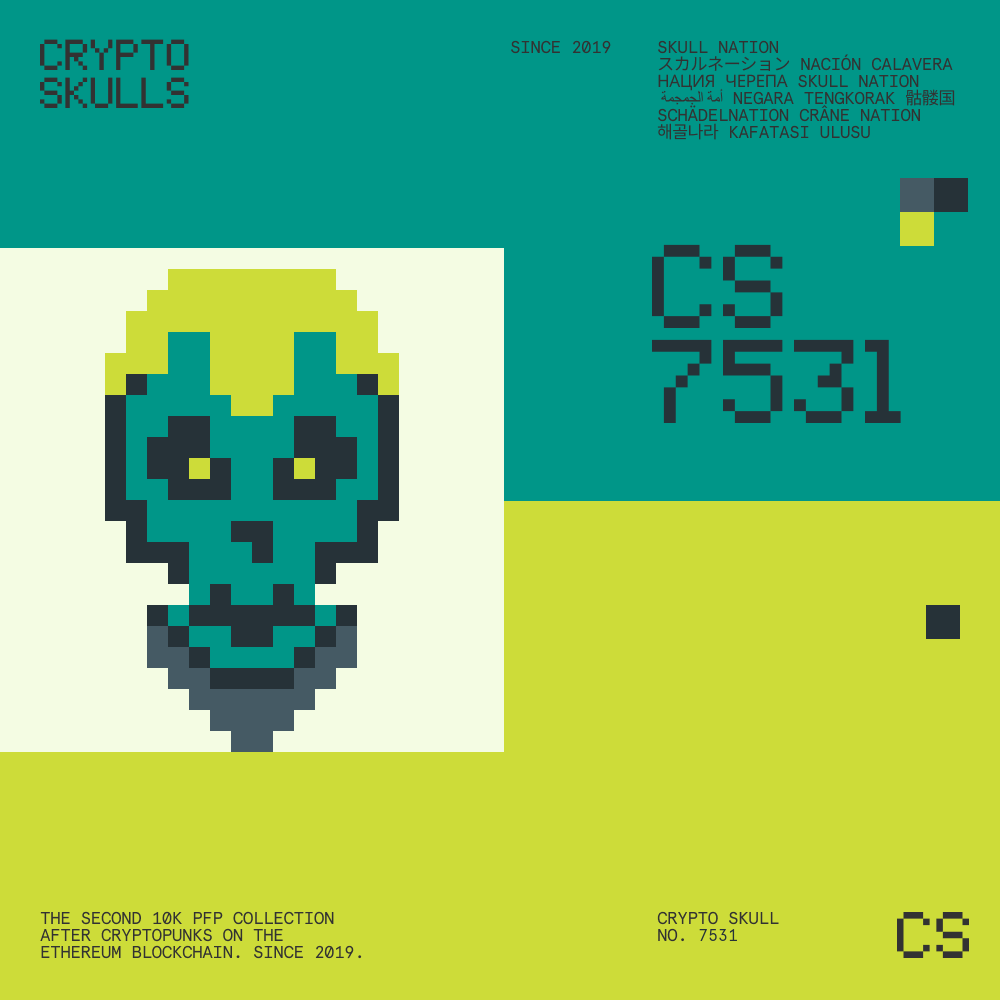 CRYPTO
SKULLS
SINCE 2019
SKULL NATION
スカルネーション NACIÓN CALAVERA
НАЦИЯ ЧЕРЕПА SKULL NATION
أمة الجمجمة NEGARA TENGKORAK 骷髅国
SCHÄDELNATION CRÂNE NATION
해골나라 KAFATASI ULUSU
CS
7531
THE SECOND 10K PFP COLLECTION
AFTER CRYPTOPUNKS ON THE
ETHEREUM BLOCKCHAIN. SINCE 2019.
CRYPTO SKULL
NO. 7531
CS